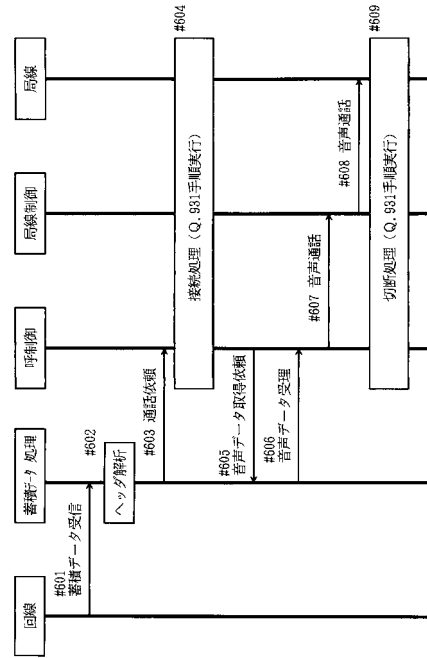 回線
蓄積データ処理
呼制御
局線制御
局線
#601
蓄積データ受信
#602
ヘッダ解析
#603 通話依頼
#604
接続処理(Q.931手順実行)
#605
音声データ取得依頼
#606
音声データ受理
#607 音声通話
#608 音声通話
#609
切断処理(Q.931手順実行)